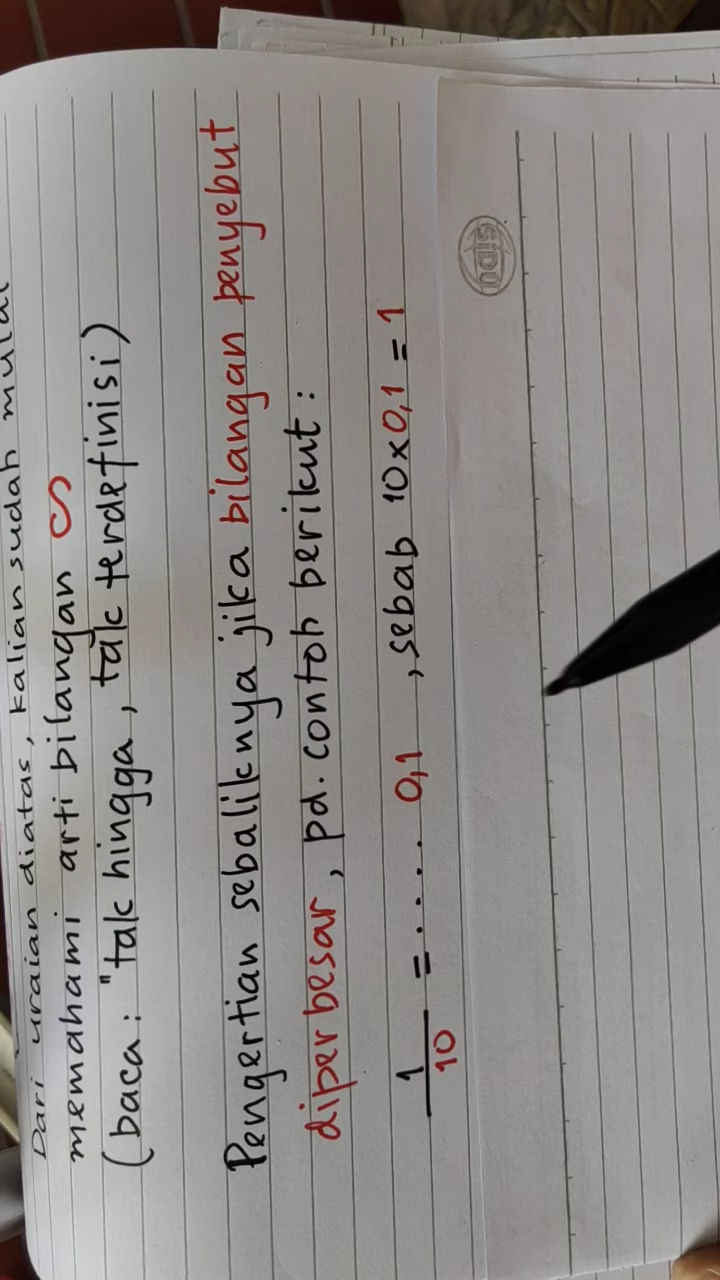 Dari uraian diatas, kalian sudah mulai
memahami arti bilangan ∞
(baca: "tak hingga, tak terdefinisi)
Pengertian sebaliknya jika bilangan penyebut
diperbesar, pd. contoh berikut:
1/10 = ..... 0,1 , sebab 10 x 0,1 = 1
SIDU